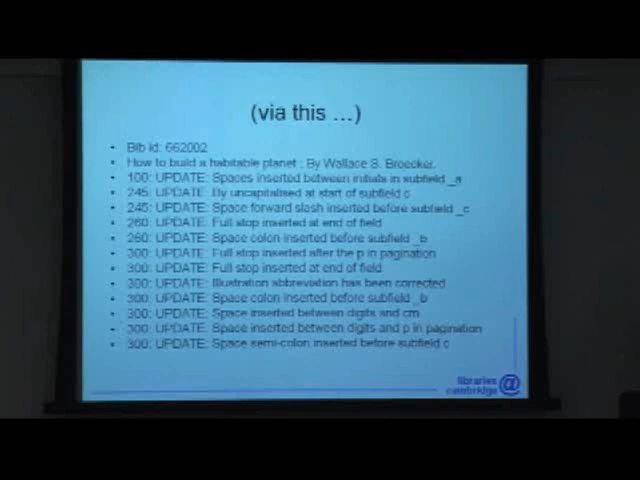 (via this ...)
• Bib id: 662002
• How to build a habitable planet : By Wallace S. Broecker.
• 100: UPDATE: Spaces inserted between initials in subfield _a
• 245: UPDATE: By uncapitalised at start of subfield c
• 245: UPDATE: Space forward slash inserted before subfield _c
• 260: UPDATE: Full stop inserted at end of field
• 260: UPDATE: Space colon inserted before subfield _b
• 300: UPDATE: Full stop inserted after the p in pagination
• 300: UPDATE: Full stop inserted at end of field
• 300: UPDATE: Illustration abbreviation has been corrected
• 300: UPDATE: Space colon inserted before subfield _b
• 300: UPDATE: Space inserted between digits and cm
• 300: UPDATE: Space inserted between digits and p in pagination
• 300: UPDATE: Space semi-colon inserted before subfield c
libraries
cambridge @